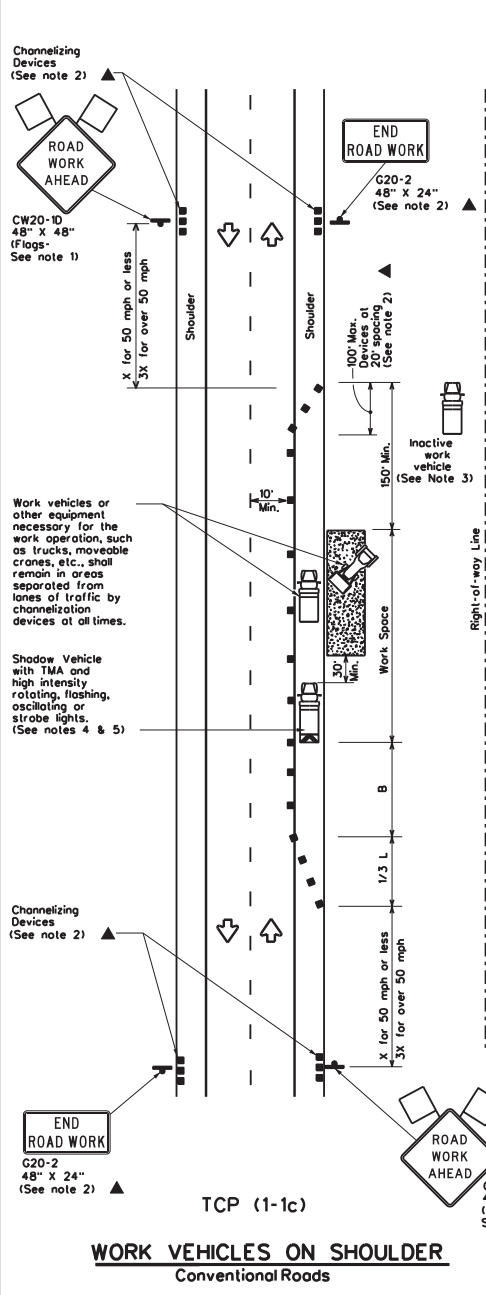 Channelizing
Devices
(See note 2)
ROAD
WORK
AHEAD
CW20-1D
48" X 48"
(Flags-
See note 1)
END
ROAD WORK
G20-2
48" X 24"
(See note 2)
X for 50 mph or less
3X for over 50 mph
Shoulder
Shoulder
100' Max.
Devices at
20' spacing
(See note 2)
150' Min.
Inactive
work
vehicle
(See Note 3)
10'
Min.
Work vehicles or
other equipment
necessary for the
work operation, such
as trucks, moveable
cranes, etc., shall
remain in areas
separated from
lanes of traffic by
channelization
devices at all times.
Right-of-way Line
Work Space
30'
Min.
Shadow Vehicle
with TMA and
high intensity
rotating, flashing,
oscillating or
strobe lights.
(See notes 4 & 5)
B
1/3 L
Channelizing
Devices
(See note 2)
X for 50 mph or less
3X for over 50 mph
END
ROAD WORK
G20-2
48" X 24"
(See note 2)
ROAD
WORK
AHEAD
TCP (1-1c)
WORK VEHICLES ON SHOULDER
Conventional Roads